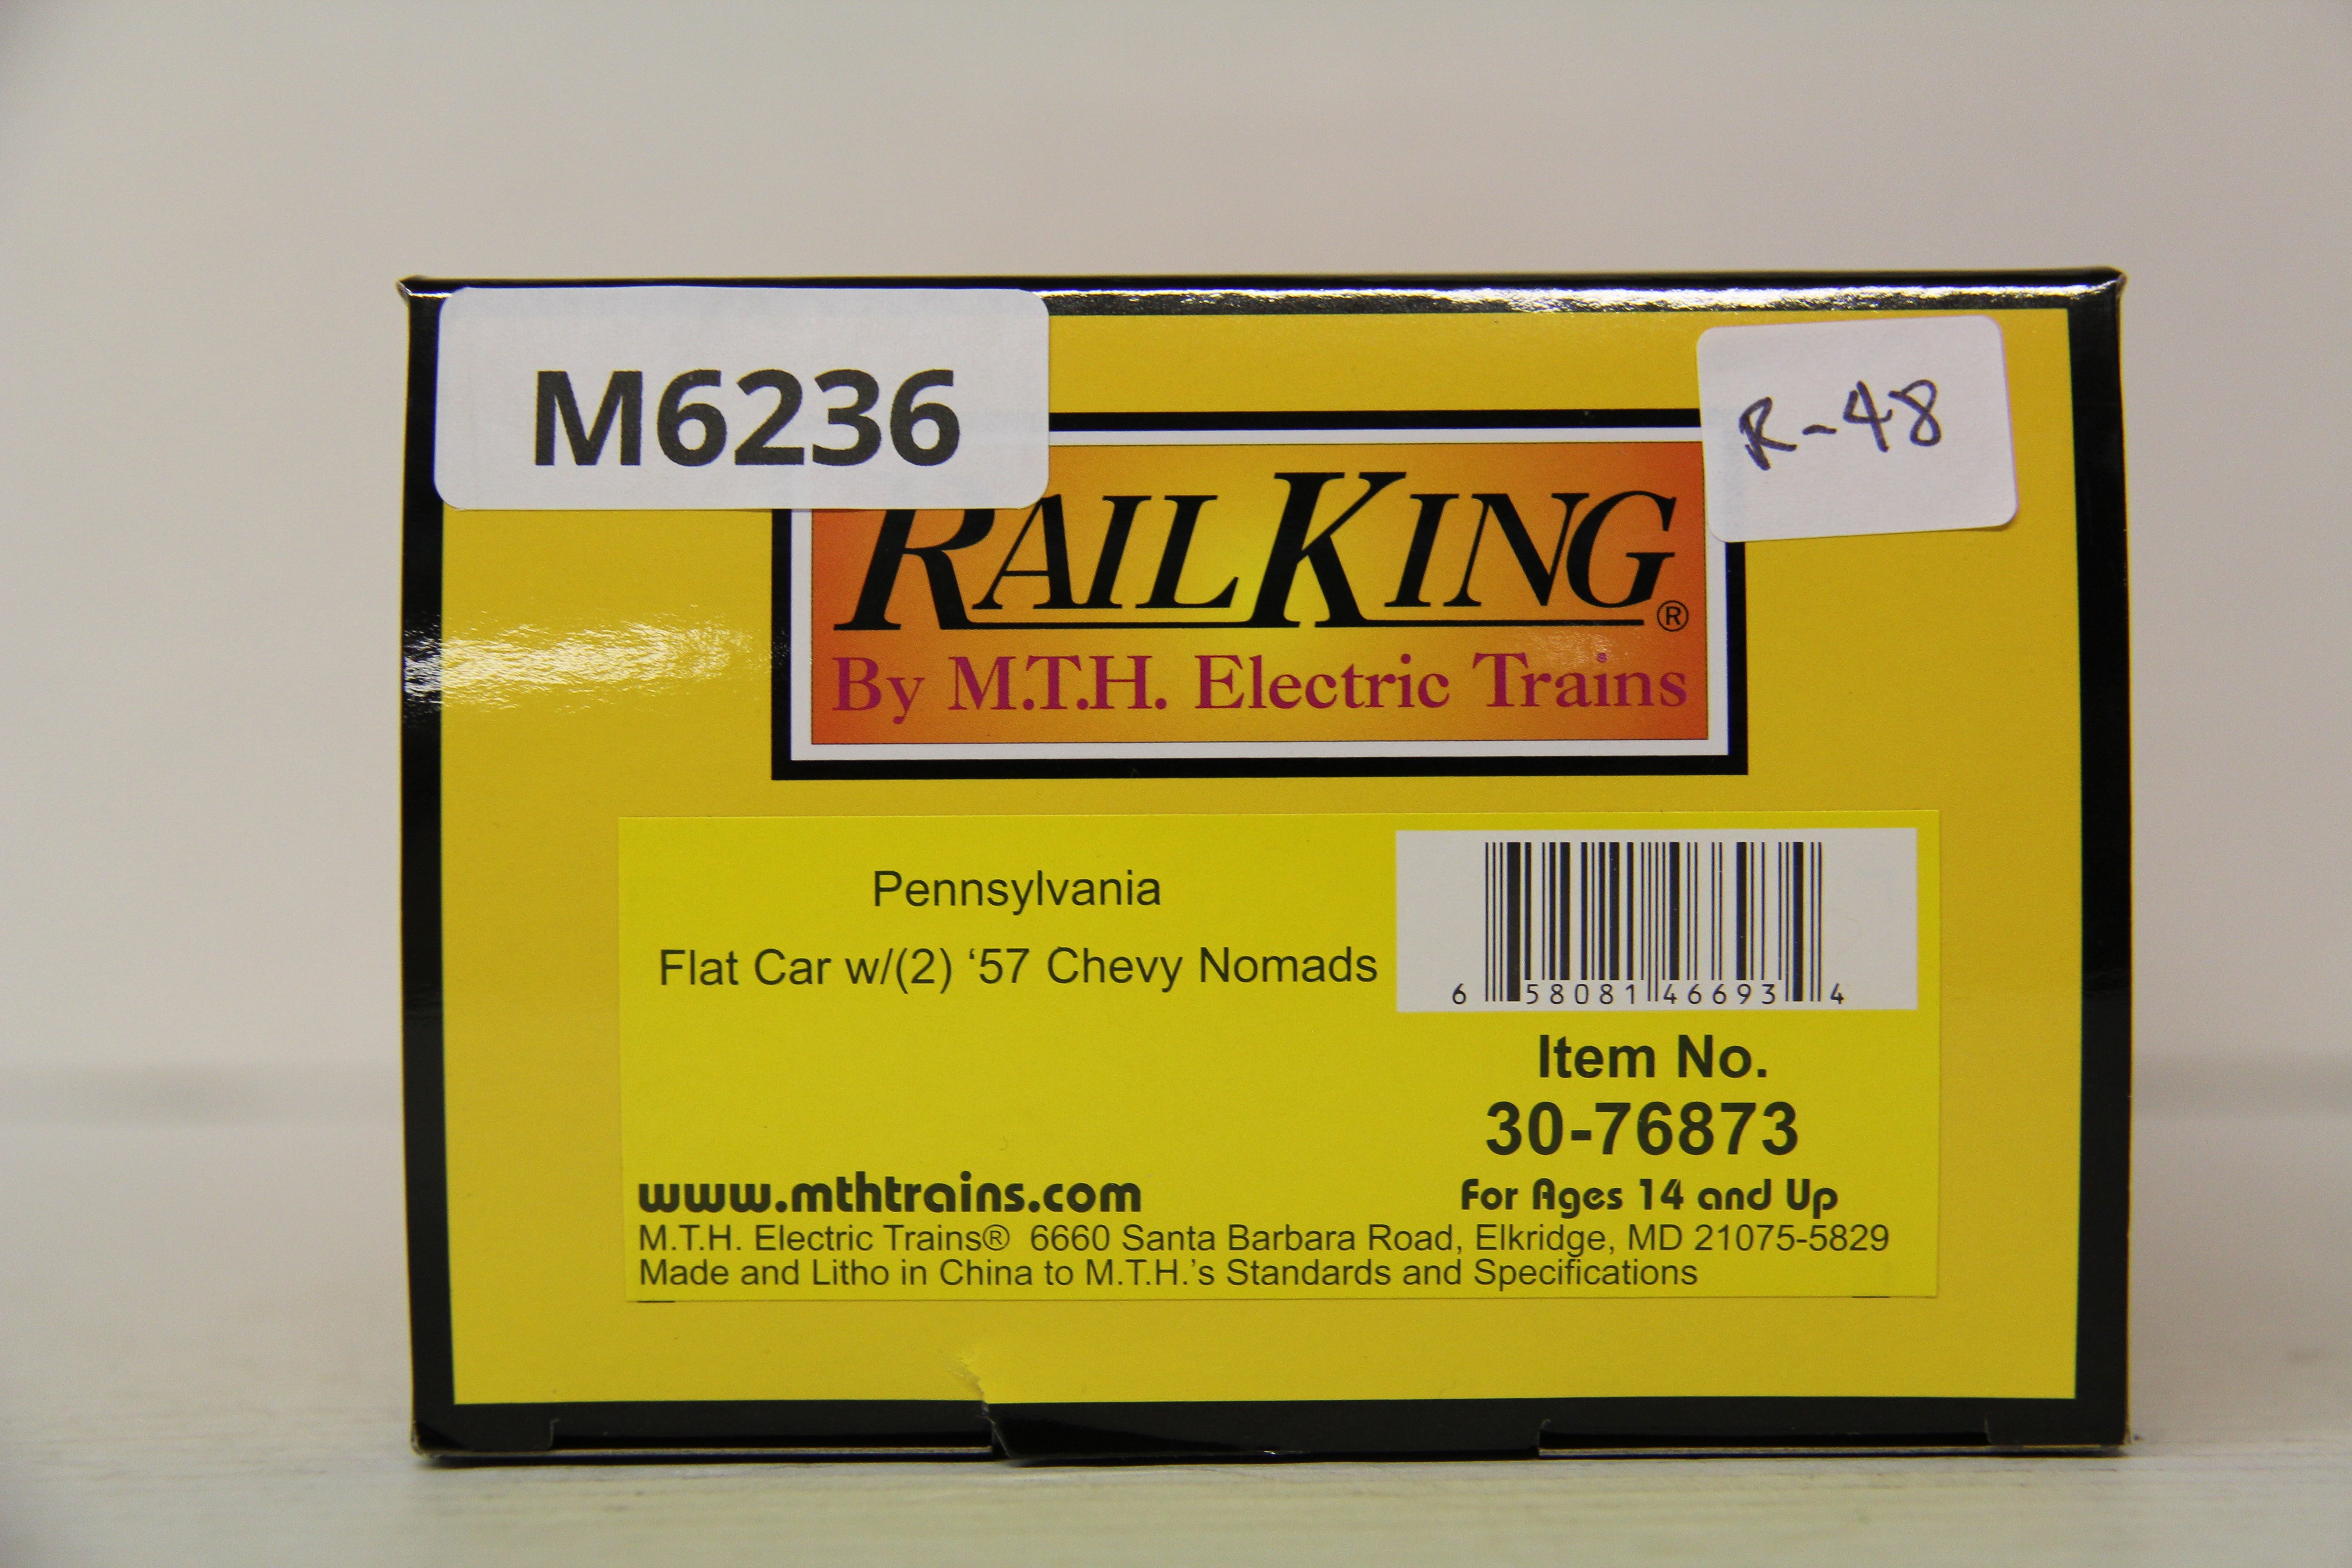 M6236
R-48
RAILKING®
By M.T.H. Electric Trains
Pennsylvania
Flat Car w/(2) ‘57 Chevy Nomads
6 58081 46693 4
Item No.
30-76873
www.mthtrains.com
For Ages 14 and Up
M.T.H. Electric Trains® 6660 Santa Barbara Road, Elkridge, MD 21075-5829
Made and Litho in China to M.T.H.’s Standards and Specifications